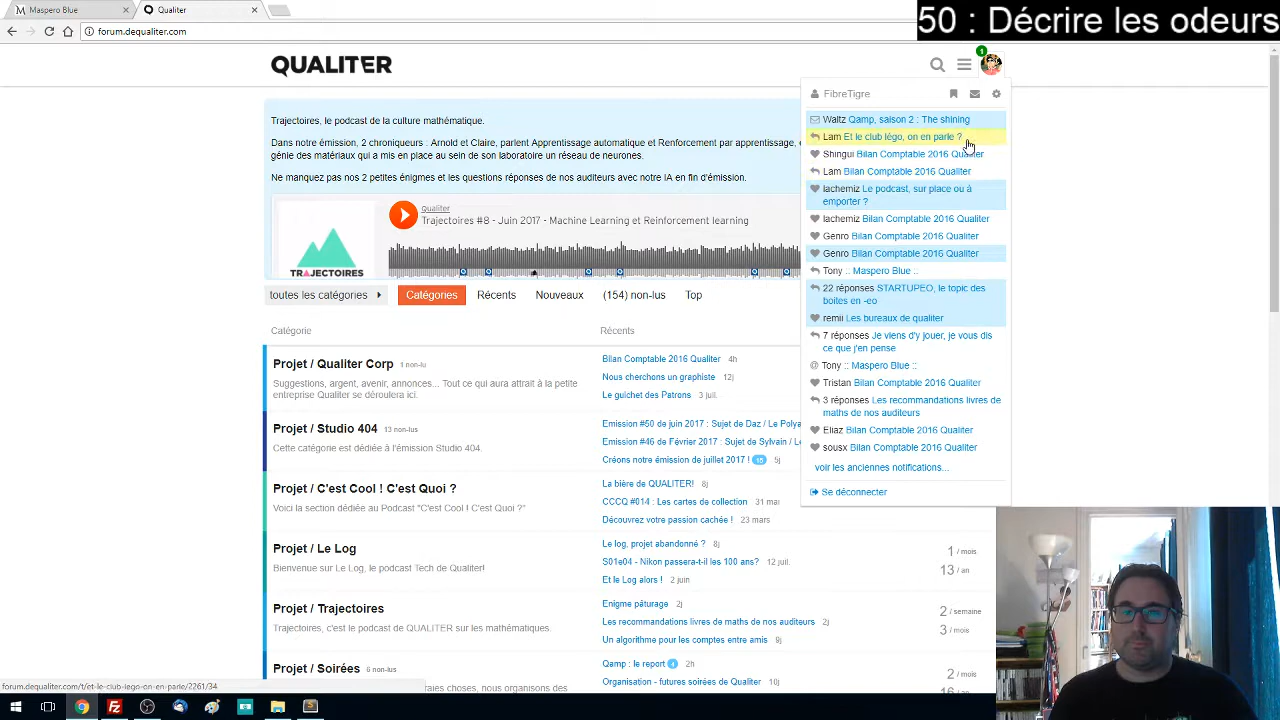 50 : Décrire les odeurs
Maspero Blue
Qualiter
forum.dequaliter.com
QUALITER
1
FibreTigre
Waltz Qamp, saison 2 : The shining
Lam Et le club légo, on en parle ?
Shingui Bilan Comptable 2016 Qualiter
Lam Bilan Comptable 2016 Qualiter
lachemiz Le podcast, sur place ou à
emporter ?
lachemiz Bilan Comptable 2016 Qualiter
Genro Bilan Comptable 2016 Qualiter
Genro Bilan Comptable 2016 Qualiter
Tony :: Maspero Blue ::
22 réponses STARTUPEO, le topic des
boites en -eo
remii Les bureaux de qualiter
7 réponses Je viens d'y jouer, je vous dis
ce que j'en pense
@ Tony :: Maspero Blue ::
Tristan Bilan Comptable 2016 Qualiter
3 réponses Les recommandations livres de
maths de nos auditeurs
Eliaz Bilan Comptable 2016 Qualiter
sousx Bilan Comptable 2016 Qualiter
voir les anciennes notifications...
Se déconnecter
Trajectoires, le podcast de la culture mathématique.
Dans notre émission, 2 chroniqueurs : Arnold et Claire, parlent Apprentissage automatique et Renforcement par apprentissage,
génie des matériaux qui a mis en place au sein de son laboratoire un réseau de neurones.
Ne manquez pas nos 2 petites énigmes et les questions réponses de nos auditeurs avec notre IA en fin d'émission.
Qualiter
Trajectoires #8 - Juin 2017 - Machine Learning et Reinforcement learning
TRAJECTOIRES
toutes les catégories
Catégories
Récents
Nouveaux
(154) non-lus
Top
Catégorie
Récents
Projet / Qualiter Corp 1 non-lu
Suggestions, argent, avenir, annonces... Tout ce qui aura attrait à la petite
entreprise Qualiter se déroulera ici.
Bilan Comptable 2016 Qualiter 4h
Nous cherchons un graphiste 12j
Le guichet des Patrons 3 juil.
Projet / Studio 404 13 non-lus
Cette catégorie est dédiée à l'émission Studio 404.
Emission #50 de juin 2017 : Sujet de Daz / Le Polya
Emission #46 de Février 2017 : Sujet de Sylvain / Le
Créons notre émission de juillet 2017 ! 15 5j
Projet / C'est Cool ! C'est Quoi ?
Voici la section dédiée au Podcast "C'est Cool ! C'est Quoi ?"
La bière de QUALITER! 8j
CCCQ #014 : Les cartes de collection 31 mai
Découvrez votre passion cachée ! 23 mars
Projet / Le Log
Bienvenue sur Le Log, le podcast Tech de Qualiter!
Le log, projet abandonné ? 8j
S01e04 - Nikon passera-t-il les 100 ans? 12 juil.
Et le Log alors ! 2 juin
1 / mois
13 / an
Projet / Trajectoires
Trajectoires, c'est le podcast de QUALITER sur les mathématiques.
Enigme pâturage 2j
Les recommandations livres de maths de nos auditeurs 2j
Un algorithme pour les comptes entre amis 9j
2 / semaine
3 / mois
Projet / Soirées 6 non-lus
raies choses, nous organisons des
Qamp : le report 4 2h
Organisation - futures soirées de Qualiter 10j
2 / mois
16 / an
forum.dequaliter.com/t/et-le-club-lego-on-en-parle/2261/34